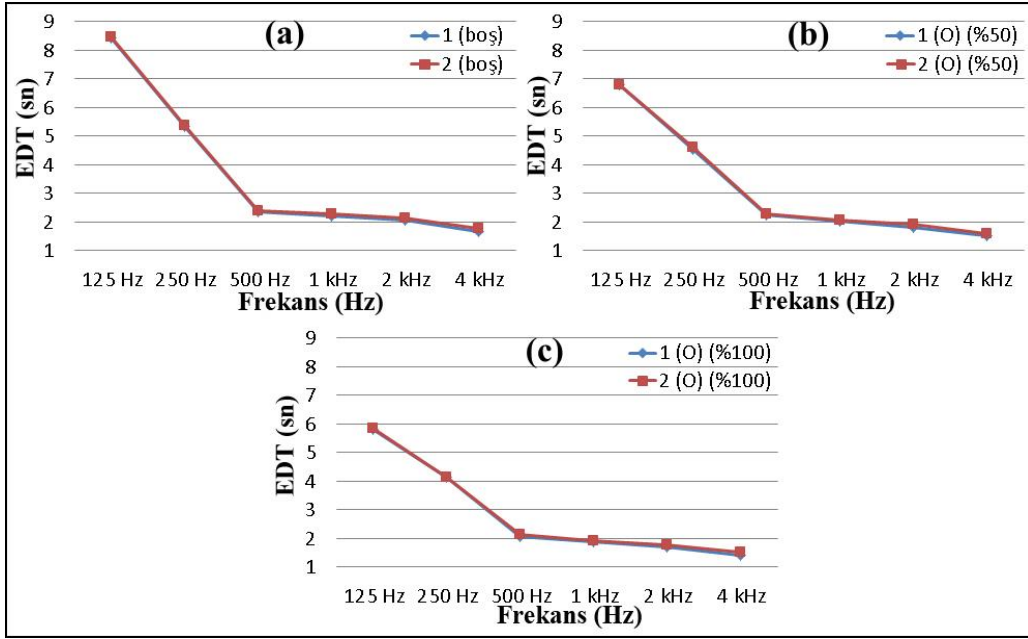 (a)
1 (boş)
2 (boş)
EDT (sn)
9
8
7
6
5
4
3
2
1
125 Hz 250 Hz 500 Hz 1 kHz 2 kHz 4 kHz
Frekans (Hz)
(b)
1 (O) (%50)
2 (O) (%50)
EDT (sn)
9
8
7
6
5
4
3
2
1
125 Hz 250 Hz 500 Hz 1 kHz 2 kHz 4 kHz
Frekans (Hz)
(c)
1 (O) (%100)
2 (O) (%100)
EDT (sn)
9
8
7
6
5
4
3
2
1
125 Hz 250 Hz 500 Hz 1 kHz 2 kHz 4 kHz
Frekans (Hz)